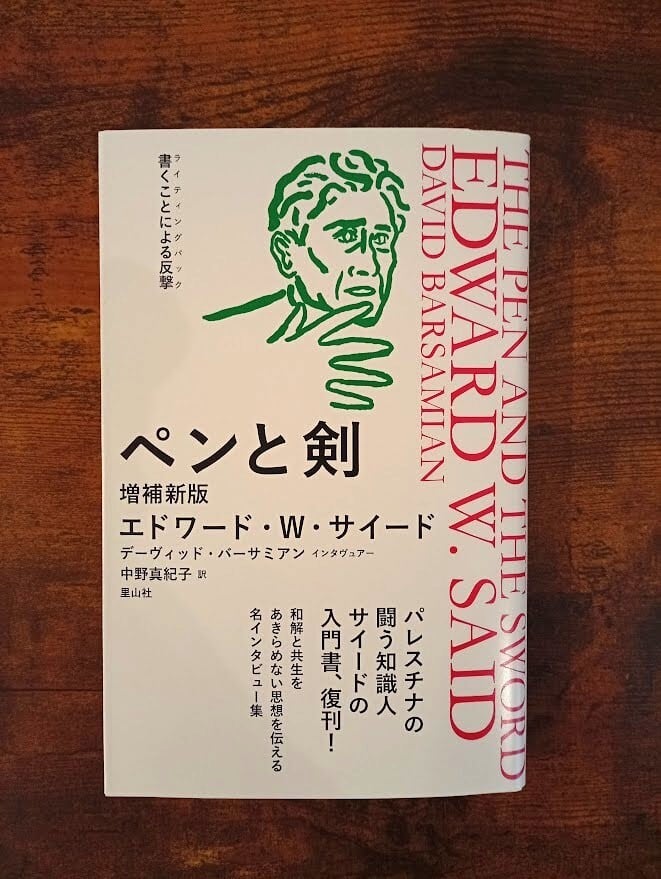 THE PEN AND THE SWORD
EDWARD W. SAID
DAVID BARSAMIAN
ライティングバック
書くことによる反撃
ペンと剣
増補新版
エドワード・W・サイード
デーヴィッド・バーサミアン インタヴュアー
中野真紀子 訳
里山社
パレスチナの
闘う知識人
サイードの
入門書、復刊！
和解と共生を
あきらめない思想を伝える
名インタビュー集